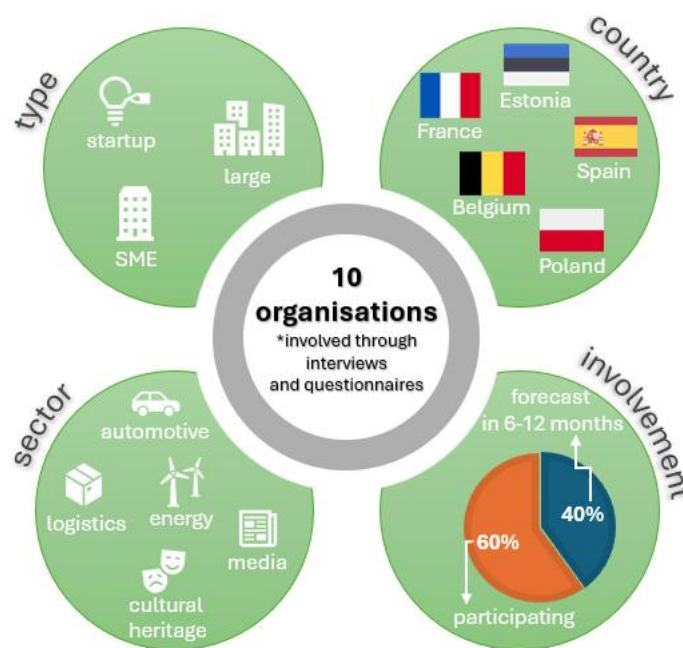 type
startup
large
SME
country
Estonia
France
Spain
Belgium
Poland
10
organisations
*involved through
interviews
and questionnaires
sector
automotive
logistics
energy
media
cultural
heritage
involvement
forecast
in 6-12 months
40%
60%
participating